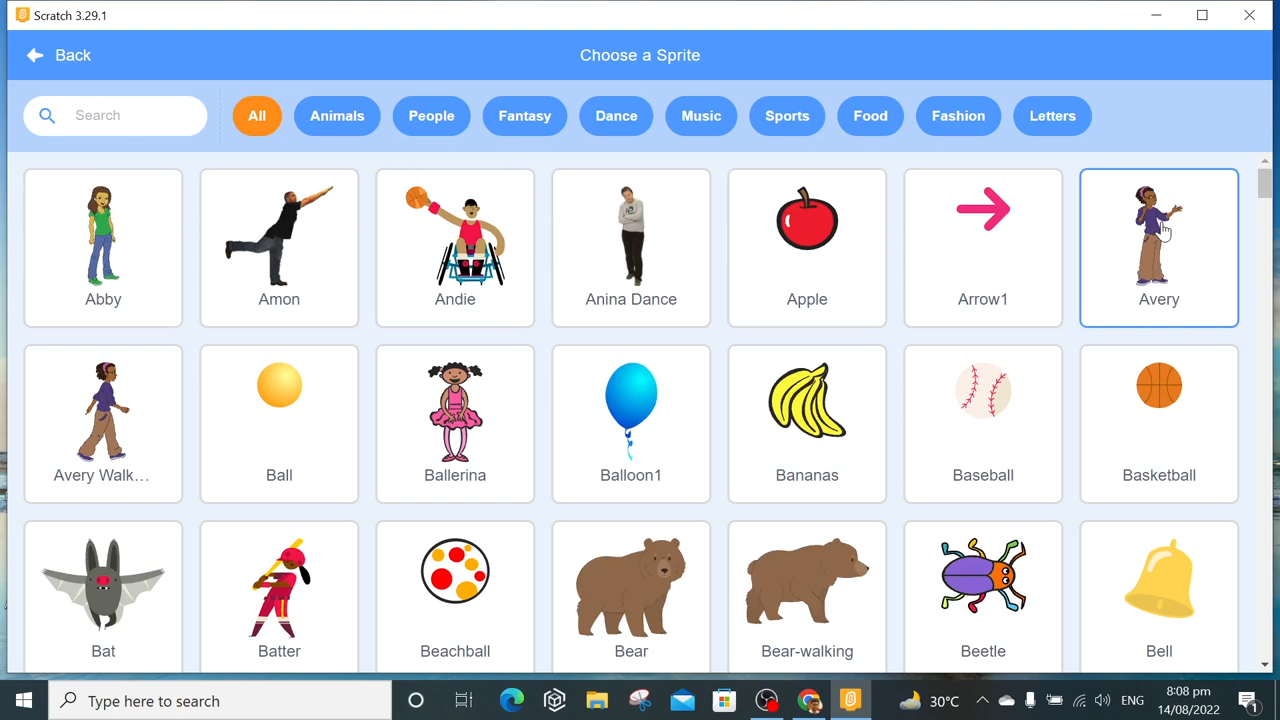 Scratch 3.29.1
Back
Choose a Sprite
Search
All
Animals
People
Fantasy
Dance
Music
Sports
Food
Fashion
Letters
Abby
Amon
Andie
Anina Dance
Apple
Arrow1
Avery
Avery Walk...
Ball
Ballerina
Balloon1
Bananas
Baseball
Basketball
Bat
Batter
Beachball
Bear
Bear-walking
Beetle
Bell
Type here to search
30°C
ENG
8:08 pm
14/08/2022
1